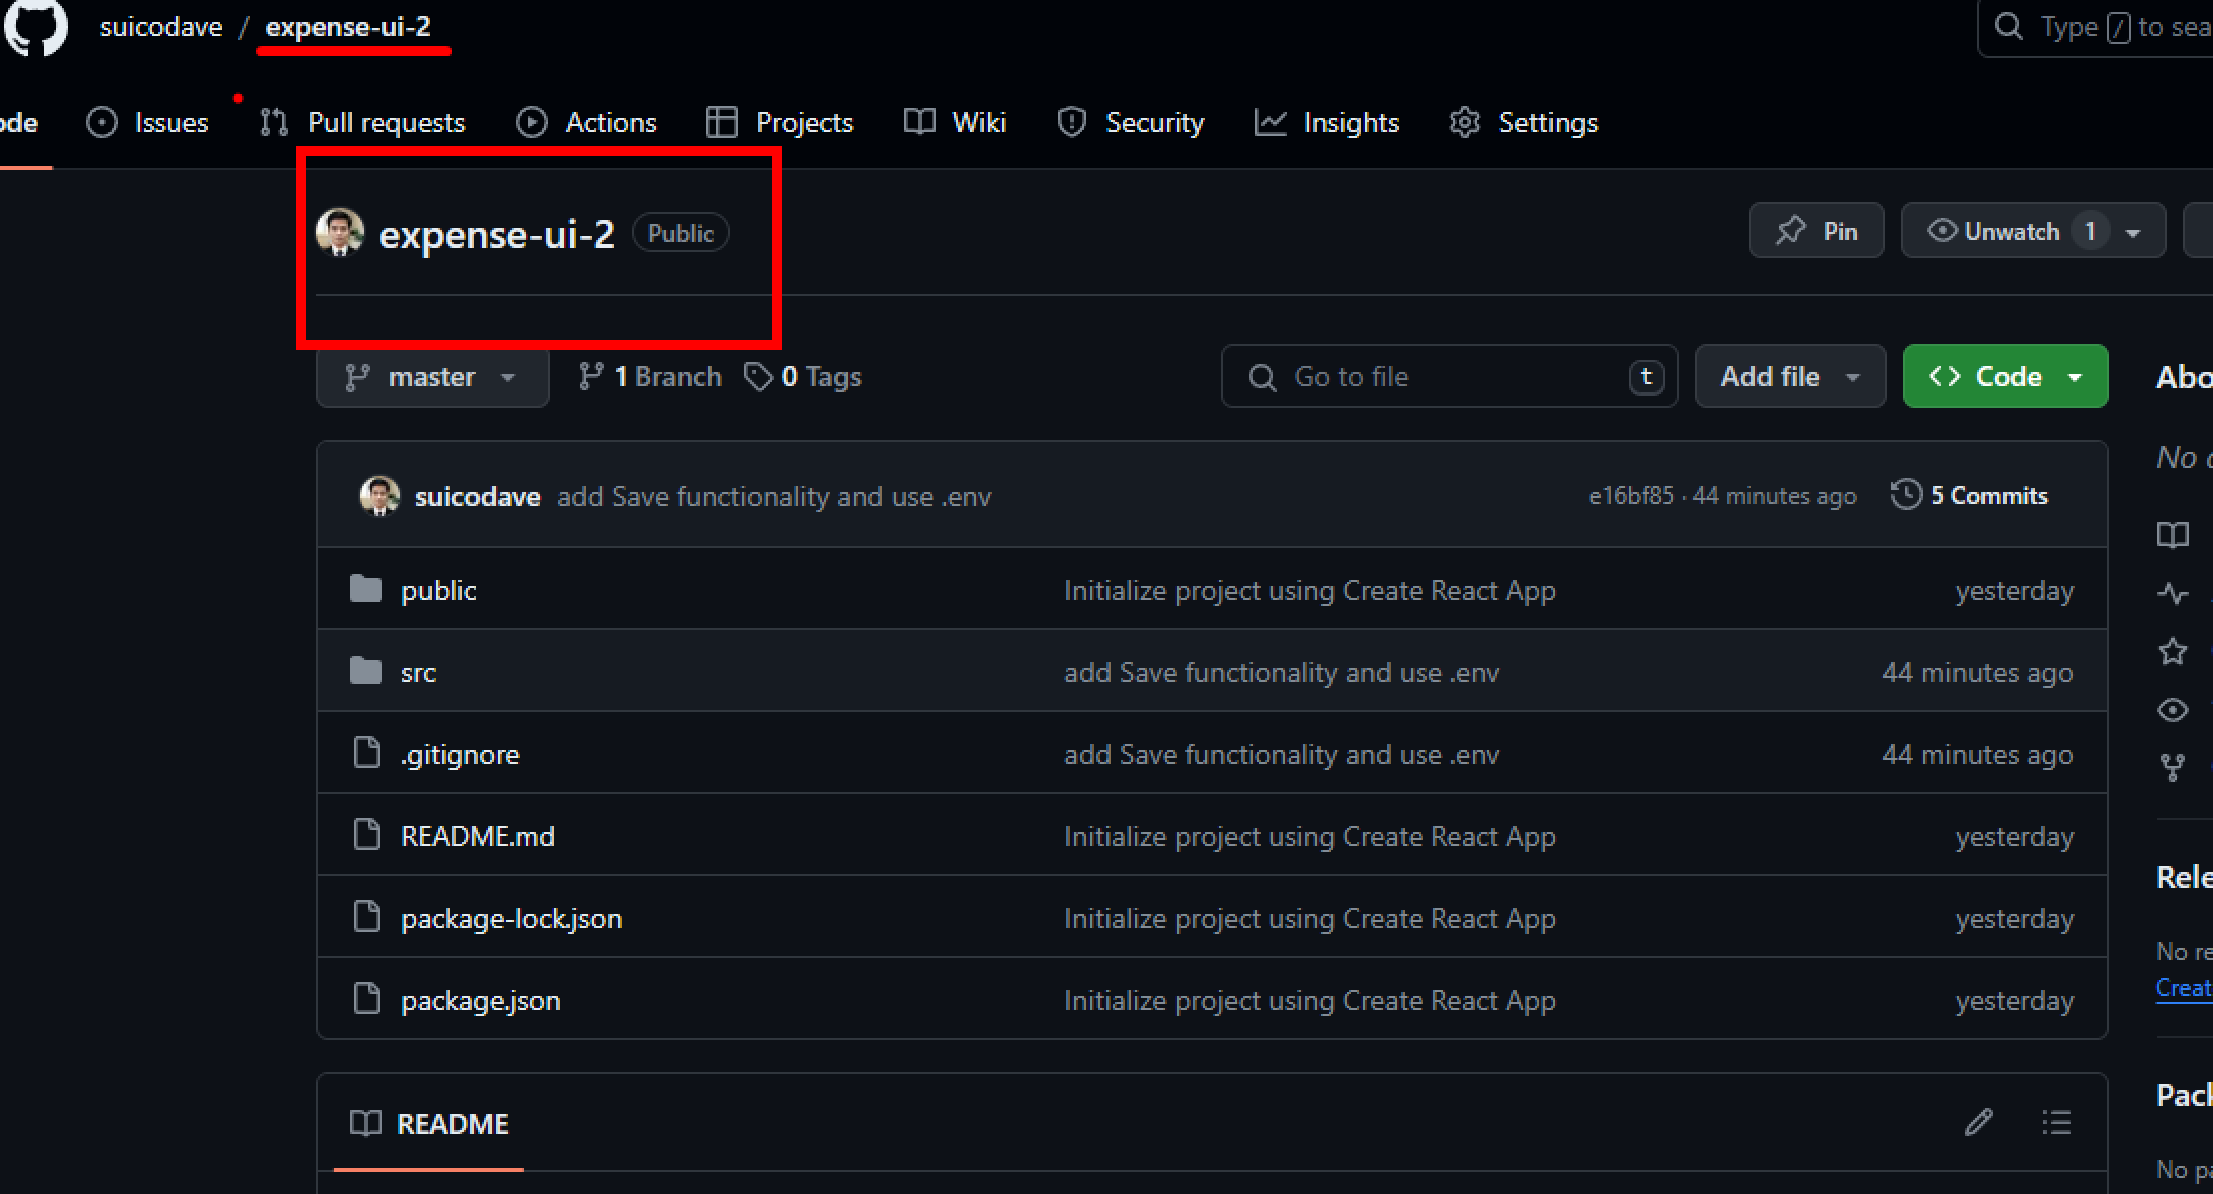 suicodave / expense-ui-2
Type / to sea
ode Issues Pull requests Actions Projects Wiki Security Insights Settings
expense-ui-2 Public
Pin Unwatch 1
master 1 Branch 0 Tags
Go to file t Add file Code
Abo
suicodave add Save functionality and use .env e16bf85 · 44 minutes ago 5 Commits
No
public Initialize project using Create React App yesterday
src add Save functionality and use .env 44 minutes ago
.gitignore add Save functionality and use .env 44 minutes ago
README.md Initialize project using Create React App yesterday
Rele
package-lock.json Initialize project using Create React App yesterday
No re
Creat
package.json Initialize project using Create React App yesterday
README
Pack
No pa